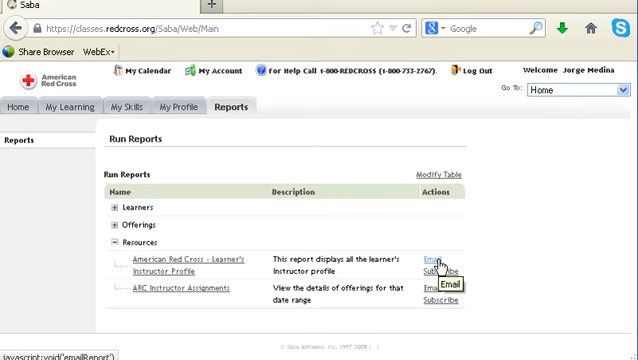 Saba
https://classes.redcross.org/Saba/Web/Main
Google
Share Browser WebEx
American
Red Cross
My Calendar
My Account
For Help Call 1-800-REDCROSS (1-800-733-2767).
Log Out
Welcome Jorge Medina
Go To: Home
Home
My Learning
My Skills
My Profile
Reports
Reports
Run Reports
Run Reports
Modify Table
Name Description Actions
Learners
Offerings
Resources
American Red Cross - Learner's
Instructor Profile
This report displays all the learner's
Instructor profile
Email
Subscribe
Email
ARC Instructor Assignments
View the details of offerings for that
date range
Email
Subscribe
© Saba Software, Inc. 1997-2008 | |
javascript:void('emailReport')